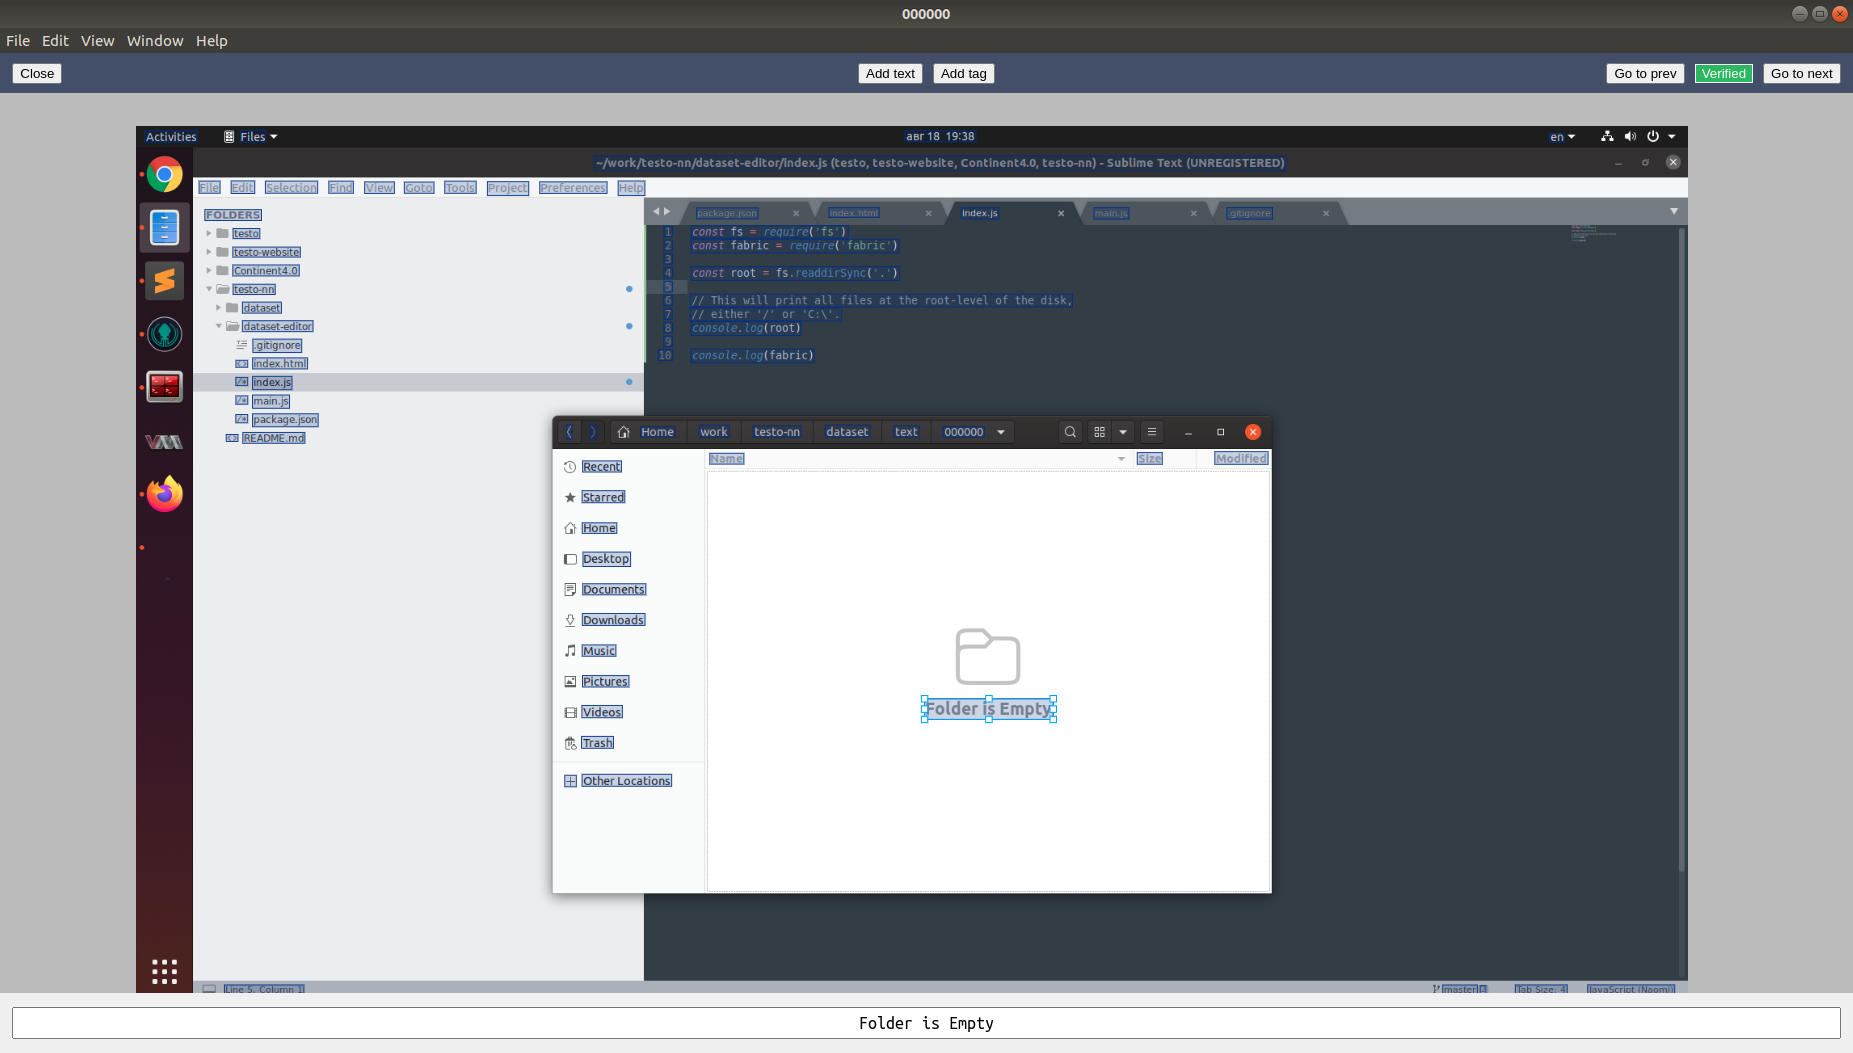 000000
File Edit View Window Help
Close Add text Add tag Go to prev Verified Go to next
Activities Files авг 18 19:38 en
~/work/testo-nn/dataset-editor/index.js (testo, testo-website, Continent4.0, testo-nn) - Sublime Text (UNREGISTERED)
File Edit Selection Find View Goto Tools Project Preferences Help
FOLDERS
testo
testo-website
Continent4.0
testo-nn
dataset
dataset-editor
.gitignore
index.html
index.js
main.js
package.json
README.md
package.json index.html index.js main.js .gitignore
1 const fs = require('fs')
2 const fabric = require('fabric')
3
4 const root = fs.readdirSync('.')
5
6 // This will print all files at the root-level of the disk,
7 // either '/' or 'C:\'.
8 console.log(root)
9
10 console.log(fabric)
Home work testo-nn dataset text 000000
Name Size Modified
Recent
Starred
Home
Desktop
Documents
Downloads
Music
Pictures
Videos
Trash
Other Locations
Folder is Empty
Line 5, Column 1 master Tab Size: 4 JavaScript (Naomi)
Folder is Empty